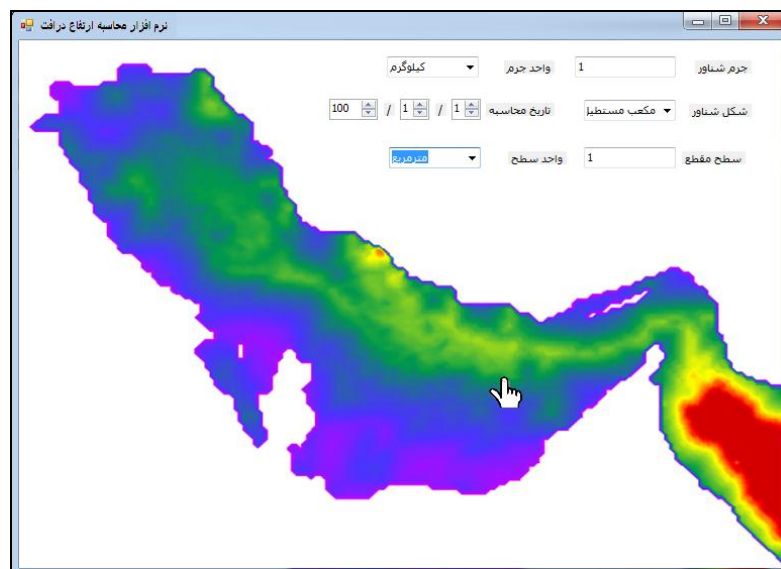 نرم افزار محاسبه ارتفاع درافت
جرم شناور 1 واحد جرم کیلوگرم
شکل شناور مکعب مستطیل تاریخ محاسبه 1 / 1 / 100
سطح مقطع 1 واحد سطح مترمربع